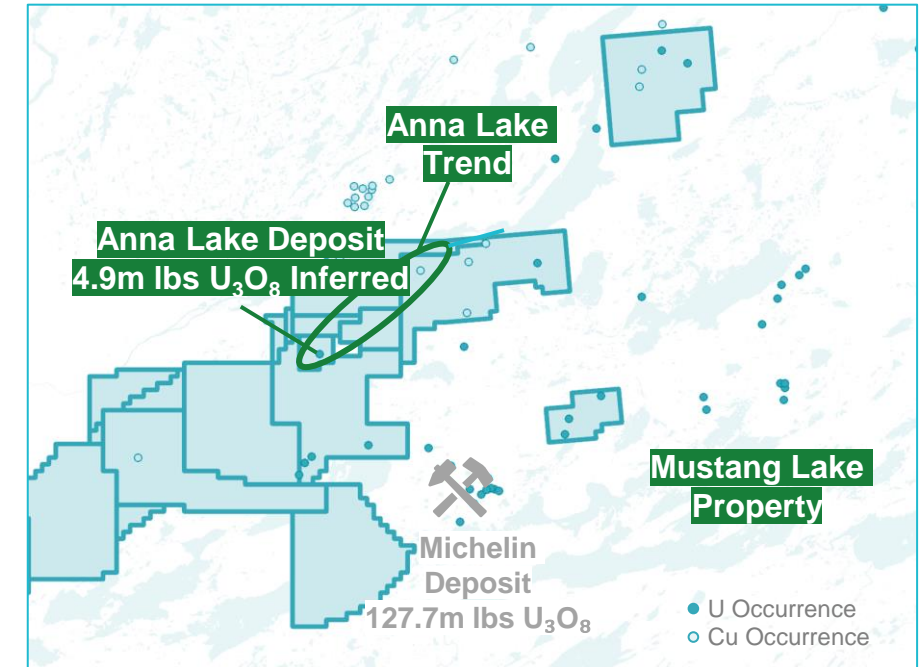 Anna Lake
Trend
Anna Lake Deposit
4.9m lbs U₃O₈ Inferred
Mustang Lake
Property
Michelin
Deposit
127.7m lbs U₃O₈
U Occurrence
Cu Occurrence